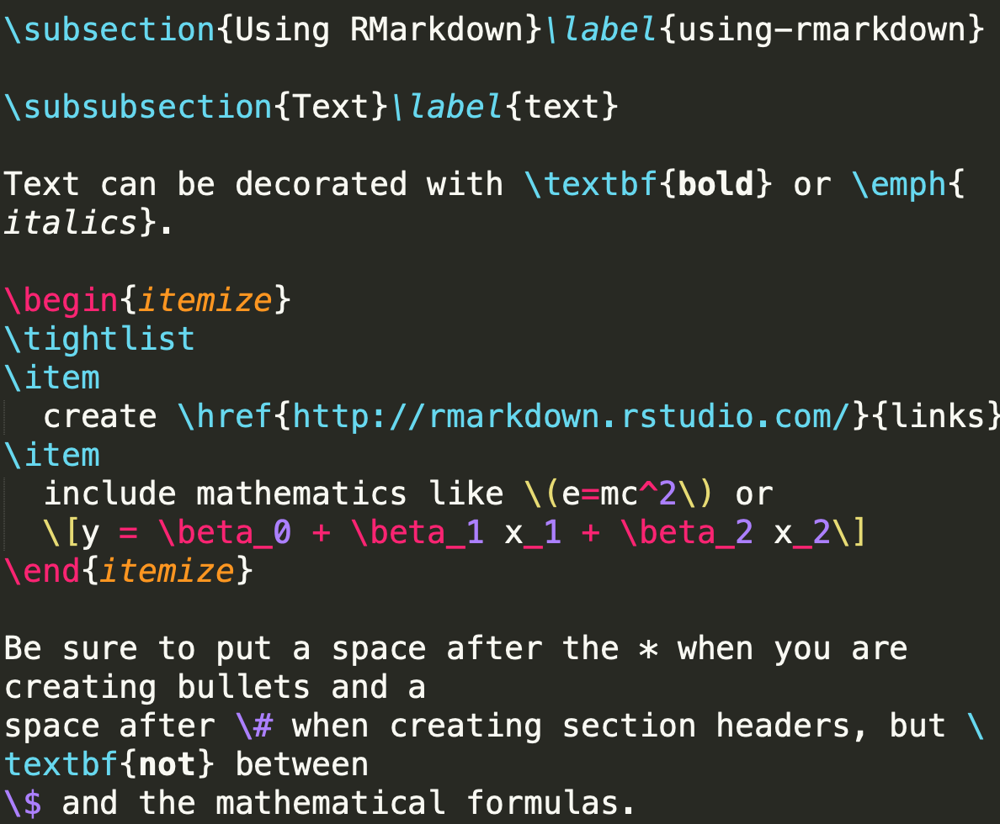 \subsection{Using RMarkdown}\label{using-rmarkdown}
\subsubsection{Text}\label{text}
Text can be decorated with \textbf{bold} or \emph{
italics}.
\begin{itemize}
\tightlist
\item
  create \href{http://rmarkdown.rstudio.com/}{links}
\item
  include mathematics like \(e=mc^2\) or
  \[y = \beta_0 + \beta_1 x_1 + \beta_2 x_2\]
\end{itemize}
Be sure to put a space after the * when you are
creating bullets and a
space after \# when creating section headers, but \
textbf{not} between
\$ and the mathematical formulas.